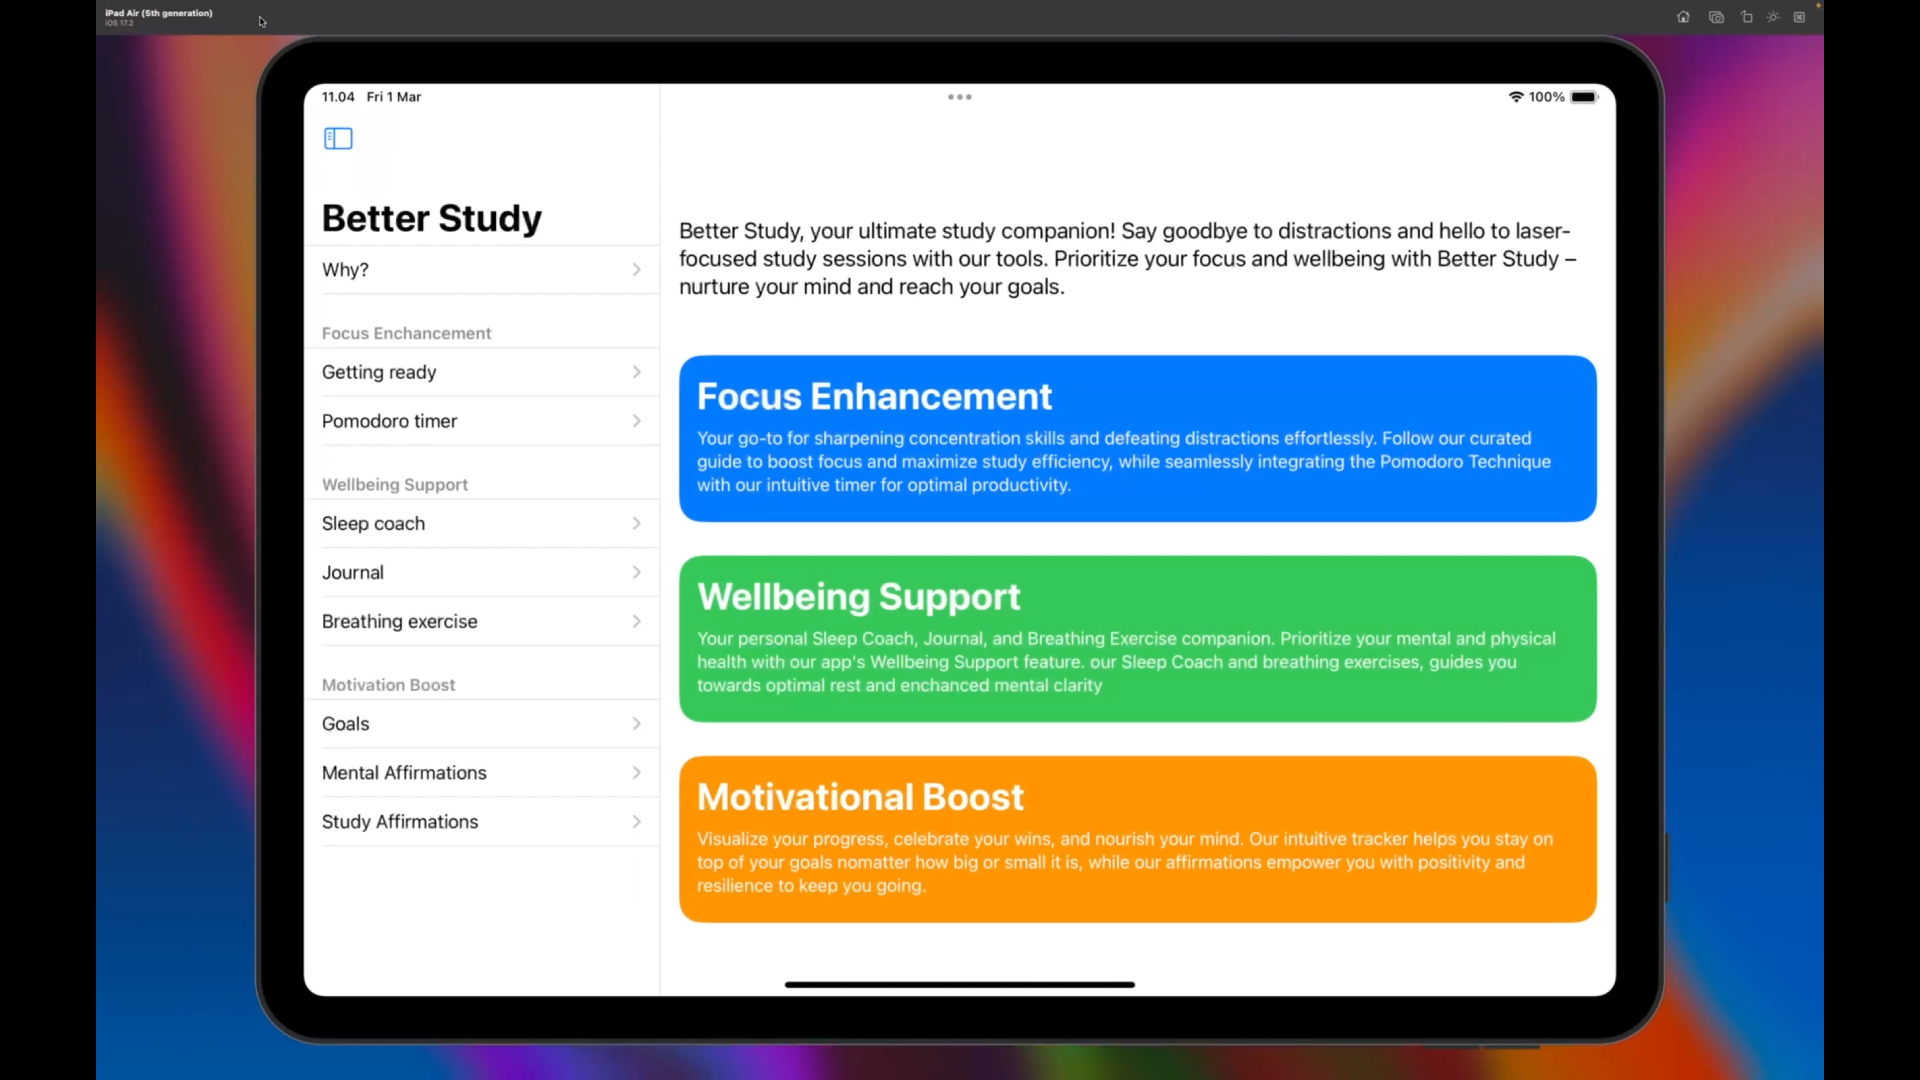 iPad Air (5th generation)
iOS 17.2
11.04 Fri 1 Mar
100%
Better Study
Why?
Focus Enchancement
Getting ready
Pomodoro timer
Wellbeing Support
Sleep coach
Journal
Breathing exercise
Motivation Boost
Goals
Mental Affirmations
Study Affirmations
Better Study, your ultimate study companion! Say goodbye to distractions and hello to laser-
focused study sessions with our tools. Prioritize your focus and wellbeing with Better Study –
nurture your mind and reach your goals.
Focus Enhancement
Your go-to for sharpening concentration skills and defeating distractions effortlessly. Follow our curated
guide to boost focus and maximize study efficiency, while seamlessly integrating the Pomodoro Technique
with our intuitive timer for optimal productivity.
Wellbeing Support
Your personal Sleep Coach, Journal, and Breathing Exercise companion. Prioritize your mental and physical
health with our app's Wellbeing Support feature. our Sleep Coach and breathing exercises, guides you
towards optimal rest and enchanced mental clarity
Motivational Boost
Visualize your progress, celebrate your wins, and nourish your mind. Our intuitive tracker helps you stay on
top of your goals nomatter how big or small it is, while our affirmations empower you with positivity and
resilience to keep you going.